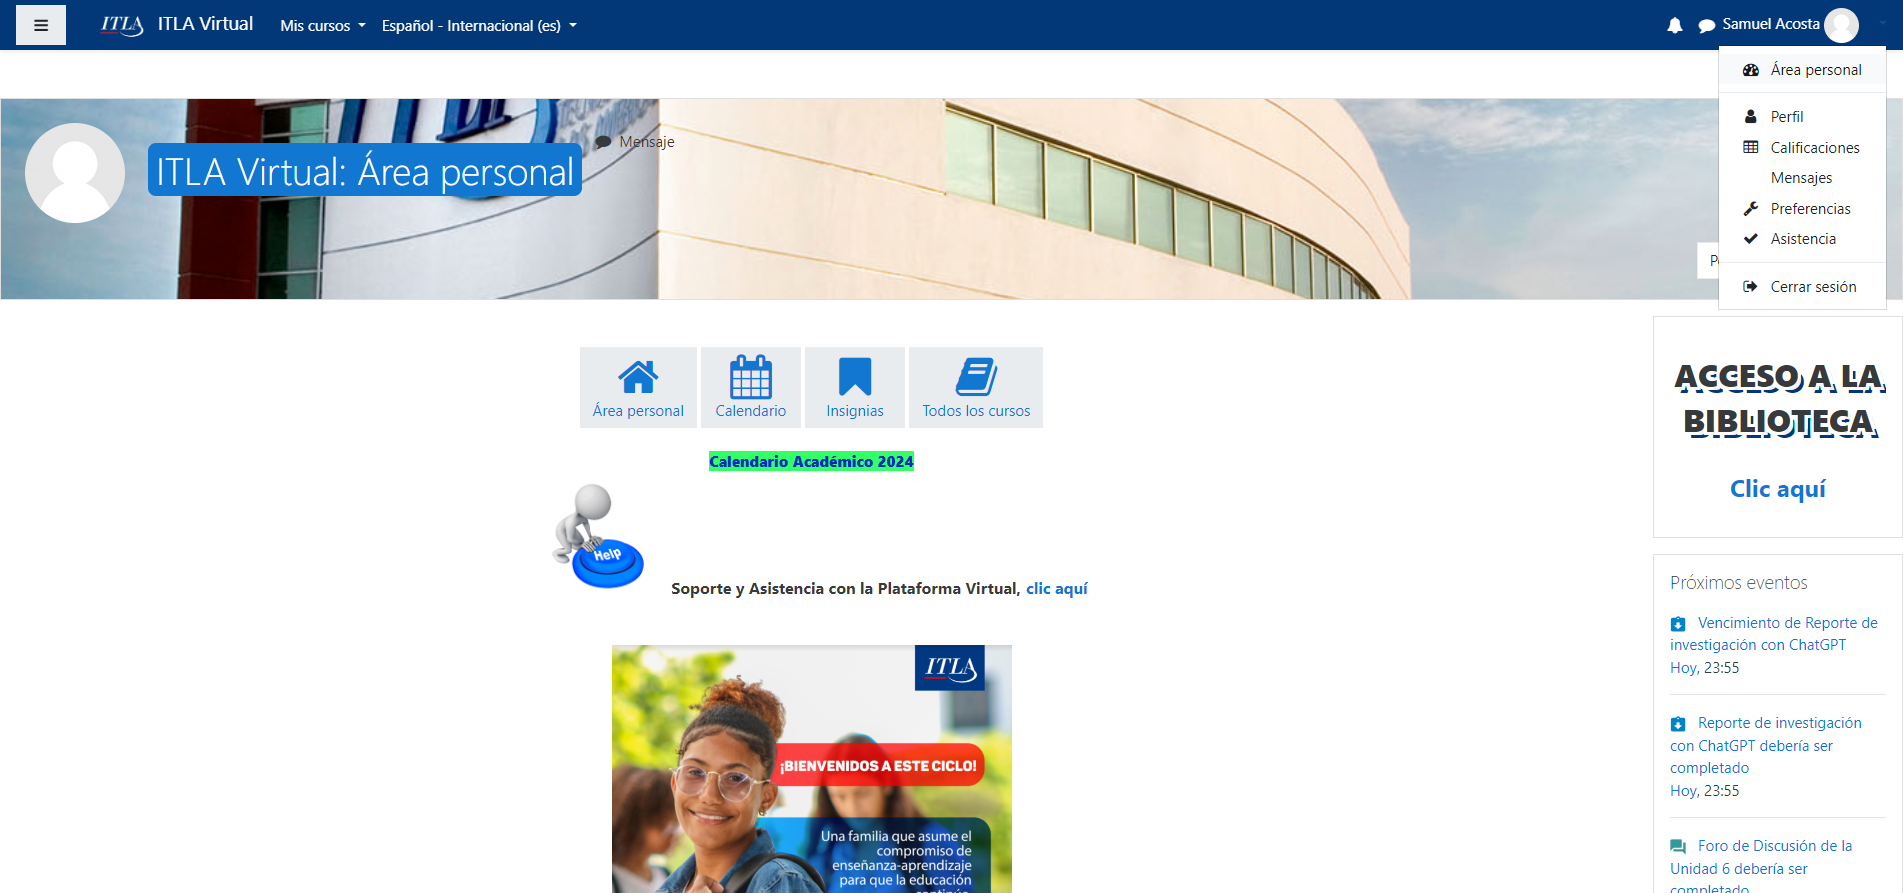 ITLA
ITLA Virtual
Mis cursos
Español - Internacional (es)
Samuel Acosta
Área personal
Perfil
Calificaciones
Mensajes
Preferencias
Asistencia
Cerrar sesión
ITLA Virtual: Área personal
Mensaje
Área personal
Calendario
Insignias
Todos los cursos
Calendario Académico 2024
Help
Soporte y Asistencia con la Plataforma Virtual, clic aquí
ITLA
¡BIENVENIDOS A ESTE CICLO!
Una familia que asume el
compromiso de
enseñanza-aprendizaje
para que la educación
ACCESO A LA
BIBLIOTECA
Clic aquí
Próximos eventos
Vencimiento de Reporte de
investigación con ChatGPT
Hoy, 23:55
Reporte de investigación
con ChatGPT debería ser
completado
Hoy, 23:55
Foro de Discusión de la
Unidad 6 debería ser
completado